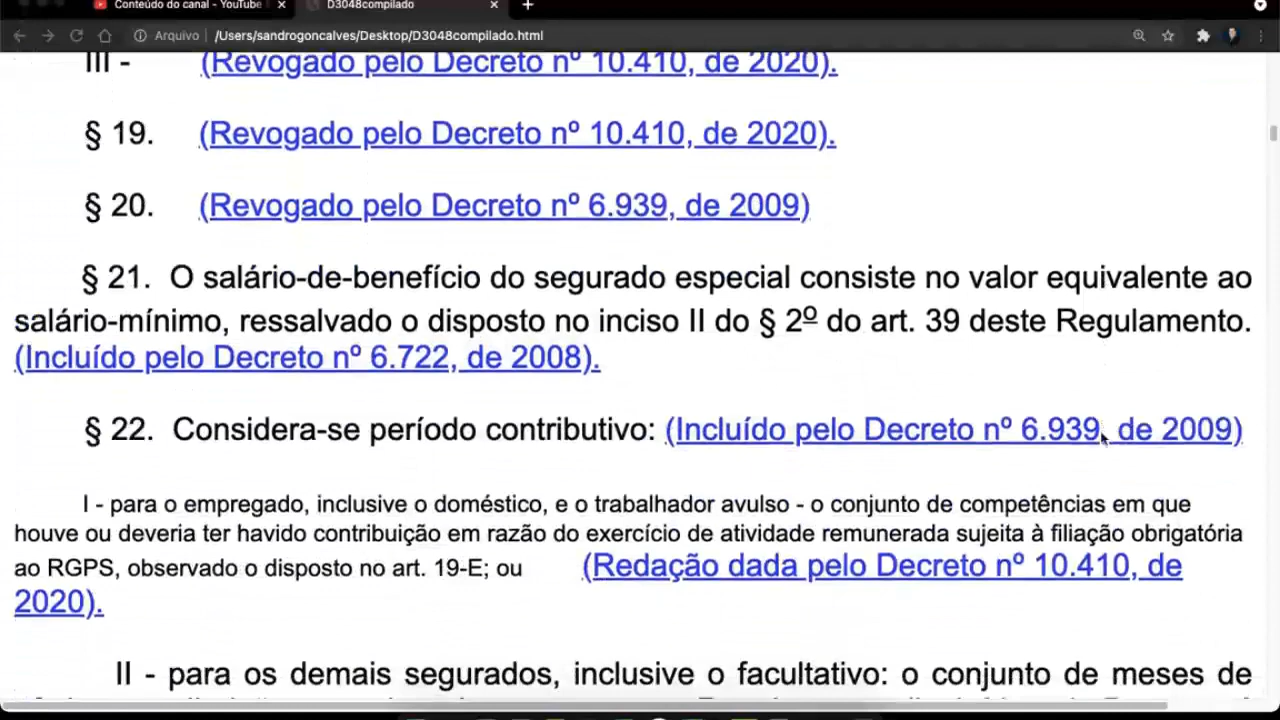 Conteúdo do canal - YouTube
D3048compilado
Arquivo | /Users/sandrogoncalves/Desktop/D3048compilado.html
III - (Revogado pelo Decreto nº 10.410, de 2020).
§ 19. (Revogado pelo Decreto nº 10.410, de 2020).
§ 20. (Revogado pelo Decreto nº 6.939, de 2009)
§ 21. O salário-de-benefício do segurado especial consiste no valor equivalente ao
salário-mínimo, ressalvado o disposto no inciso II do § 2º do art. 39 deste Regulamento.
(Incluído pelo Decreto nº 6.722, de 2008).
§ 22. Considera-se período contributivo: (Incluído pelo Decreto nº 6.939, de 2009)
I - para o empregado, inclusive o doméstico, e o trabalhador avulso - o conjunto de competências em que
houve ou deveria ter havido contribuição em razão do exercício de atividade remunerada sujeita à filiação obrigatória
ao RGPS, observado o disposto no art. 19-E; ou (Redação dada pelo Decreto nº 10.410, de
2020).
II - para os demais segurados, inclusive o facultativo: o conjunto de meses de